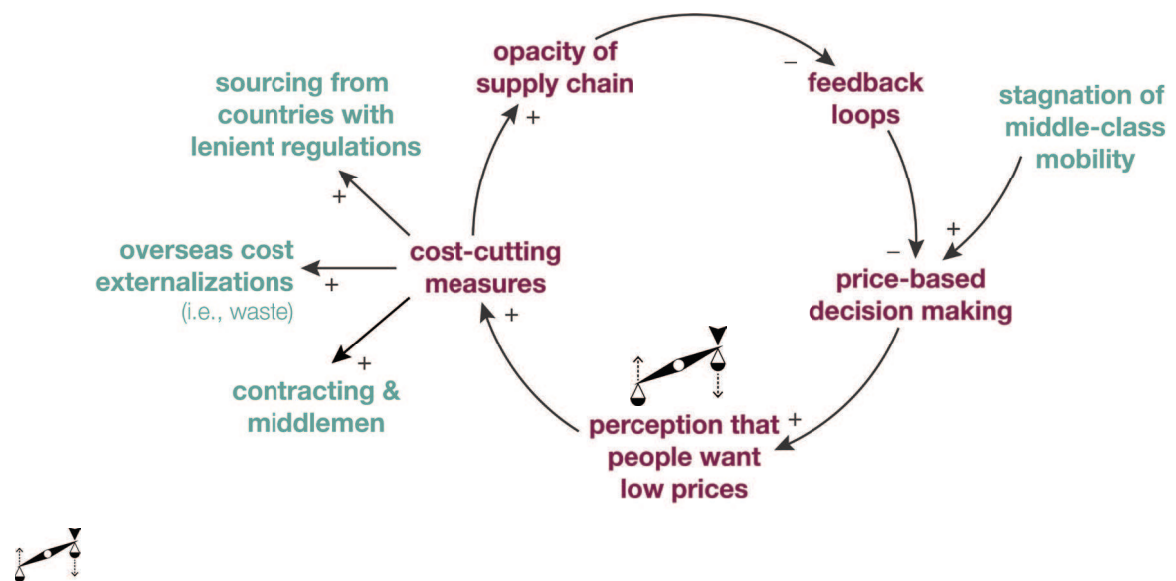 opacity of
supply chain
+
–
feedback
loops
stagnation of
middle-class
mobility
+
–
price-based
decision making
+
perception that
people want
low prices
+
cost-cutting
measures
sourcing from
countries with
lenient regulations
+
overseas cost
externalizations
(i.e., waste)
+
contracting &
middlemen
+